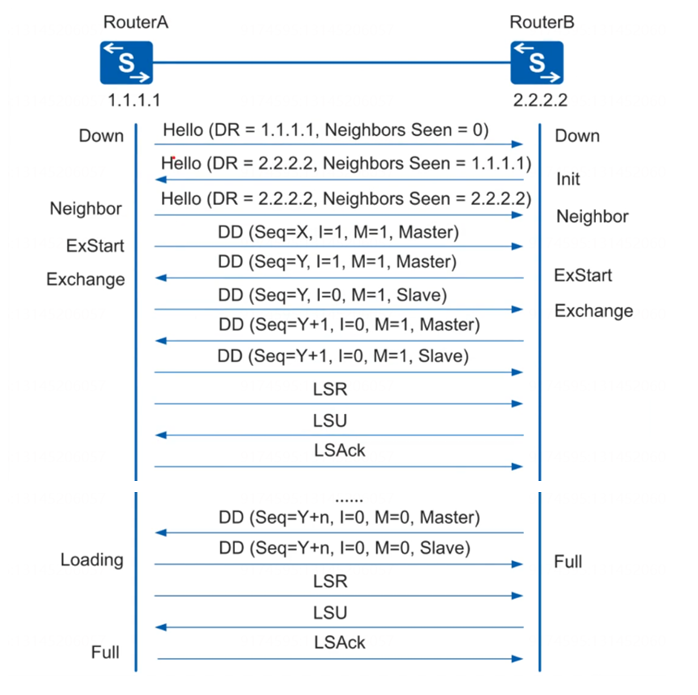 RouterA
RouterB
S
S
1.1.1.1
2.2.2.2
Down
Hello (DR = 1.1.1.1, Neighbors Seen = 0)
Down
Hello (DR = 2.2.2.2, Neighbors Seen = 1.1.1.1)
Init
Hello (DR = 2.2.2.2, Neighbors Seen = 2.2.2.2)
Neighbor
Neighbor
DD (Seq=X, I=1, M=1, Master)
ExStart
DD (Seq=Y, I=1, M=1, Master)
Exchange
ExStart
DD (Seq=Y, I=0, M=1, Slave)
Exchange
DD (Seq=Y+1, I=0, M=1, Master)
DD (Seq=Y+1, I=0, M=1, Slave)
LSR
LSU
LSAck
......
DD (Seq=Y+n, I=0, M=0, Master)
DD (Seq=Y+n, I=0, M=0, Slave)
Loading
Full
LSR
LSU
LSAck
Full